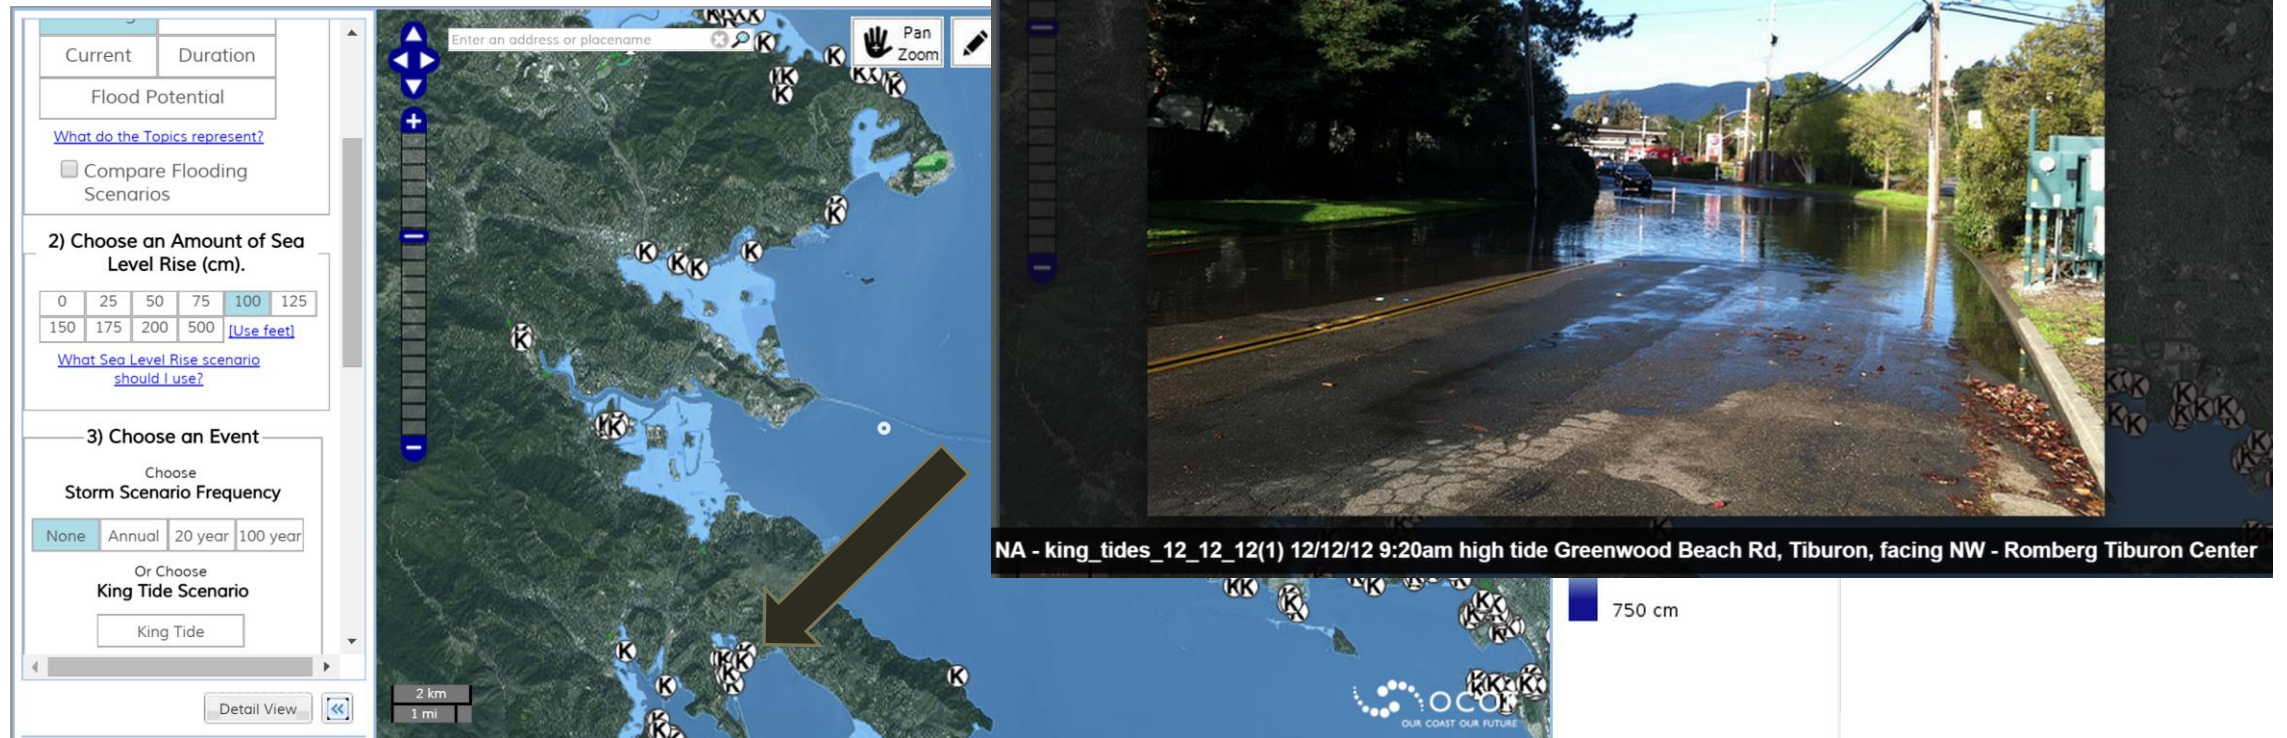 Current
Duration
Flood Potential
What do the Topics represent?
Compare Flooding
Scenarios
2) Choose an Amount of Sea
Level Rise (cm).
0 25 50 75 100 125
150 175 200 500 [Use feet]
What Sea Level Rise scenario
should I use?
3) Choose an Event
Choose
Storm Scenario Frequency
None Annual 20 year 100 year
Or Choose
King Tide Scenario
King Tide
Detail View
Enter an address or placename
Pan
Zoom
2 km
1 mi
OUR COAST OUR FUTURE
NA - king_tides_12_12_12(1) 12/12/12 9:20am high tide Greenwood Beach Rd, Tiburon, facing NW - Romberg Tiburon Center
750 cm